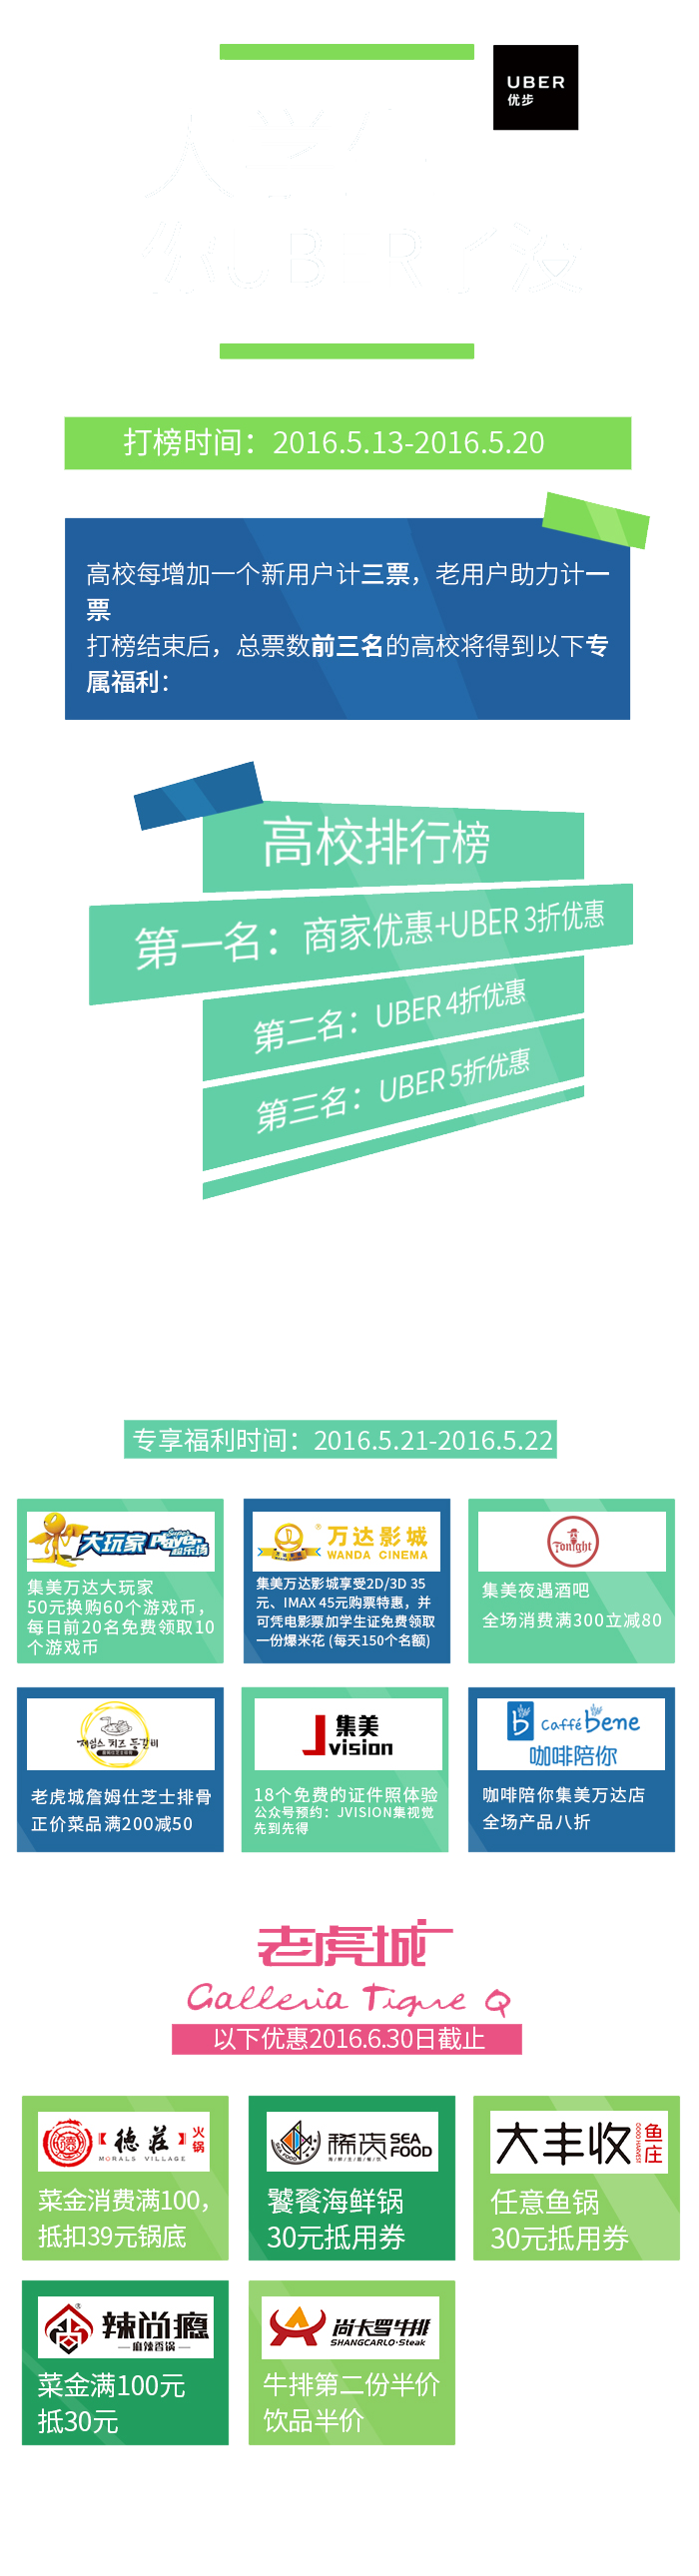 UBER
优步
大学生
你UBER了没
打榜时间：2016.5.13-2016.5.20
高校每增加一个新用户计三票，老用户助力计一
票
打榜结束后，总票数前三名的高校将得到以下专
属福利：
高校排行榜
第一名：商家优惠+UBER 3折优惠
第二名：UBER 4折优惠
第三名：UBER 5折优惠
专享福利时间：2016.5.21-2016.5.22
大玩家 Super Player 超乐场
集美万达大玩家
50元换购60个游戏币，
每日前20名免费领取10
个游戏币
万达影城
WANDA CINEMA
集美万达影城享受2D/3D 35
元、IMAX 45元购票特惠，并
可凭电影票加学生证免费领取
一份爆米花 (每天150个名额)
Tonight
集美夜遇酒吧
全场消费满300立减80
제임스 치즈 등갈비
老虎城詹姆仕芝士排骨
正价菜品满200减50
集美
Jvision
18个免费的证件照体验
公众号预约：JVISION集视觉
先到先得
b Caffé bene
咖啡陪你
咖啡陪你集美万达店
全场产品八折
老虎城
Galleria Tigre Q
以下优惠2016.6.30日截止
德莊 火锅
MORALS VILLAGE
菜金消费满100，
抵扣39元锅底
稀货 SEA FOOD
饕餮海鲜锅
30元抵用券
大丰收 GOOD HARVEST 鱼庄
任意鱼锅
30元抵用券
辣尚瘾
麻辣香锅
菜金满100元
抵30元
尚卡罗牛排
SHANGCARLO·Steak
牛排第二份半价
饮品半价